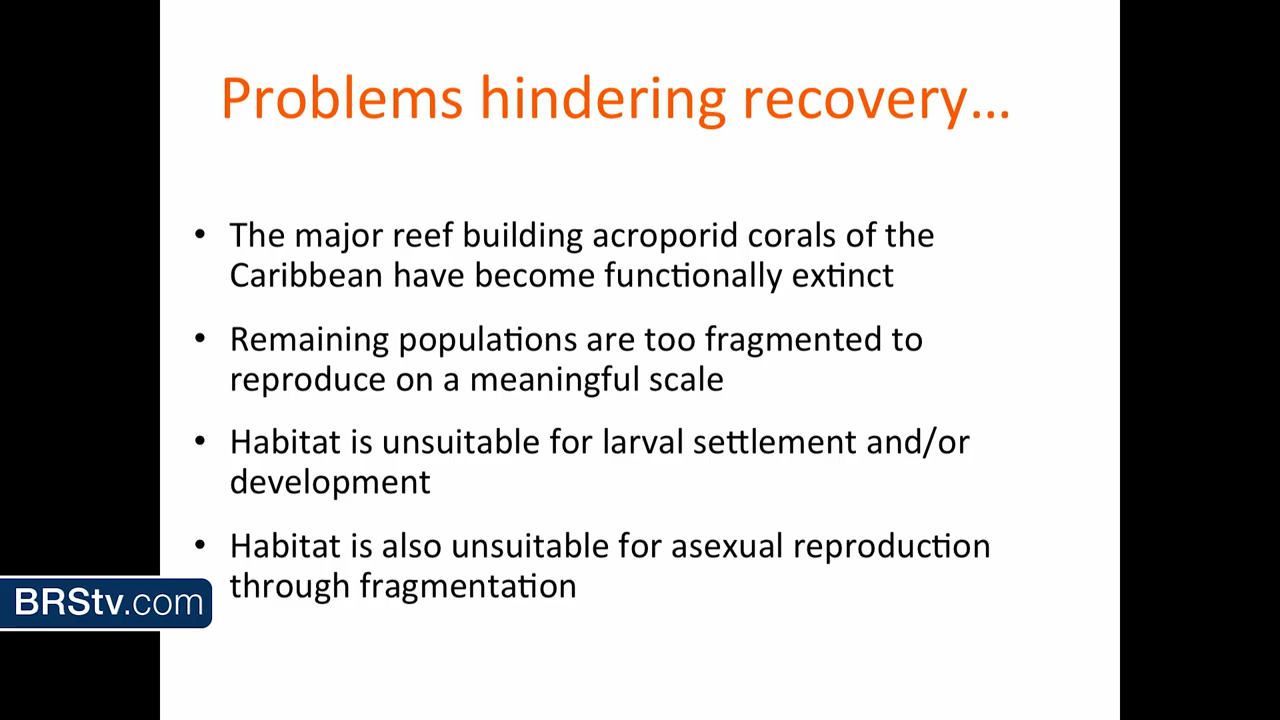 Problems hindering recovery…
• The major reef building acroporid corals of the
Caribbean have become functionally extinct
• Remaining populations are too fragmented to
reproduce on a meaningful scale
• Habitat is unsuitable for larval settlement and/or
development
• Habitat is also unsuitable for asexual reproduction
through fragmentation
BRStv.com